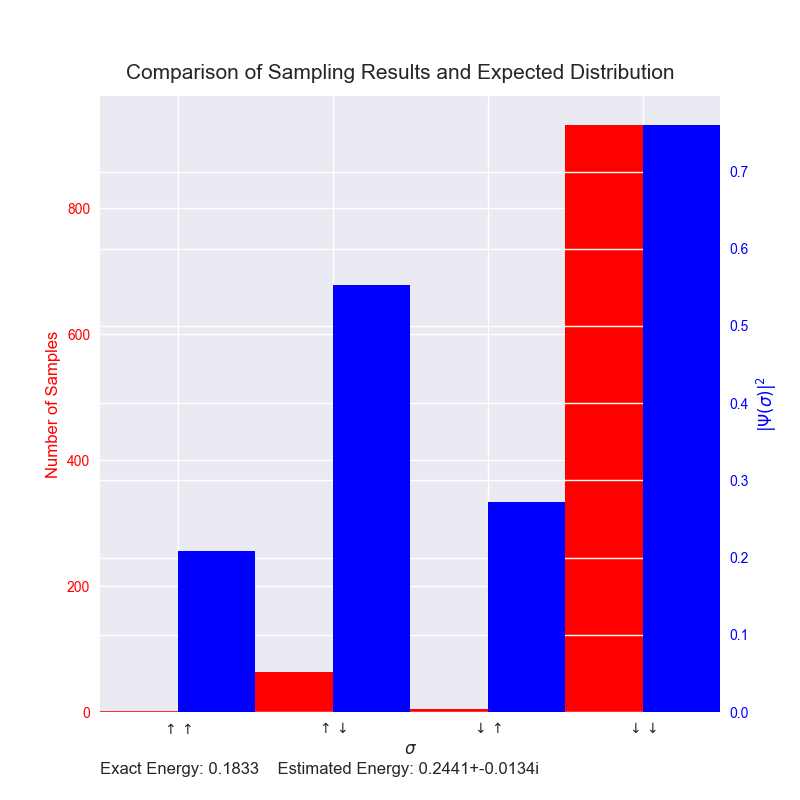 Comparison of Sampling Results and Expected Distribution
Number of Samples
800
600
400
200
0
0.7
0.6
0.5
0.4
0.3
0.2
0.1
0.0
|Ψ(σ)|²
↑ ↑ ↑ ↓ ↓ ↑ ↓ ↓
σ
Exact Energy: 0.1833 Estimated Energy: 0.2441+-0.0134i